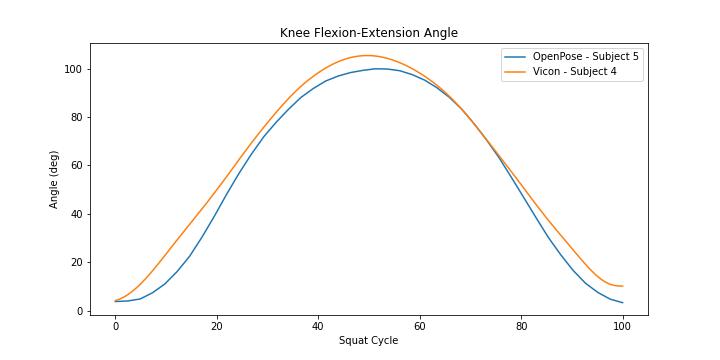 Knee Flexion-Extension Angle
OpenPose - Subject 5
Vicon - Subject 4
Angle (deg)
100
80
60
40
20
0
0 20 40 60 80 100
Squat Cycle